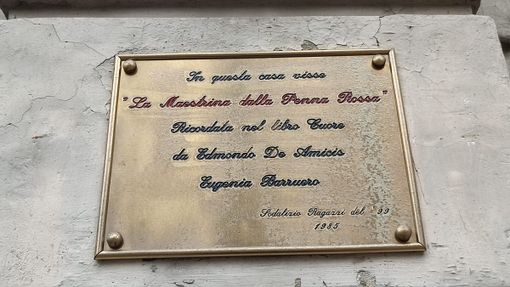 In questa casa visse
"La Maestrina dalla Penna Rossa"
Ricordata nel libro Cuore
da Edmondo De Amicis
Eugenia Barruero
Sodalizio Ragazzi del '99
1985